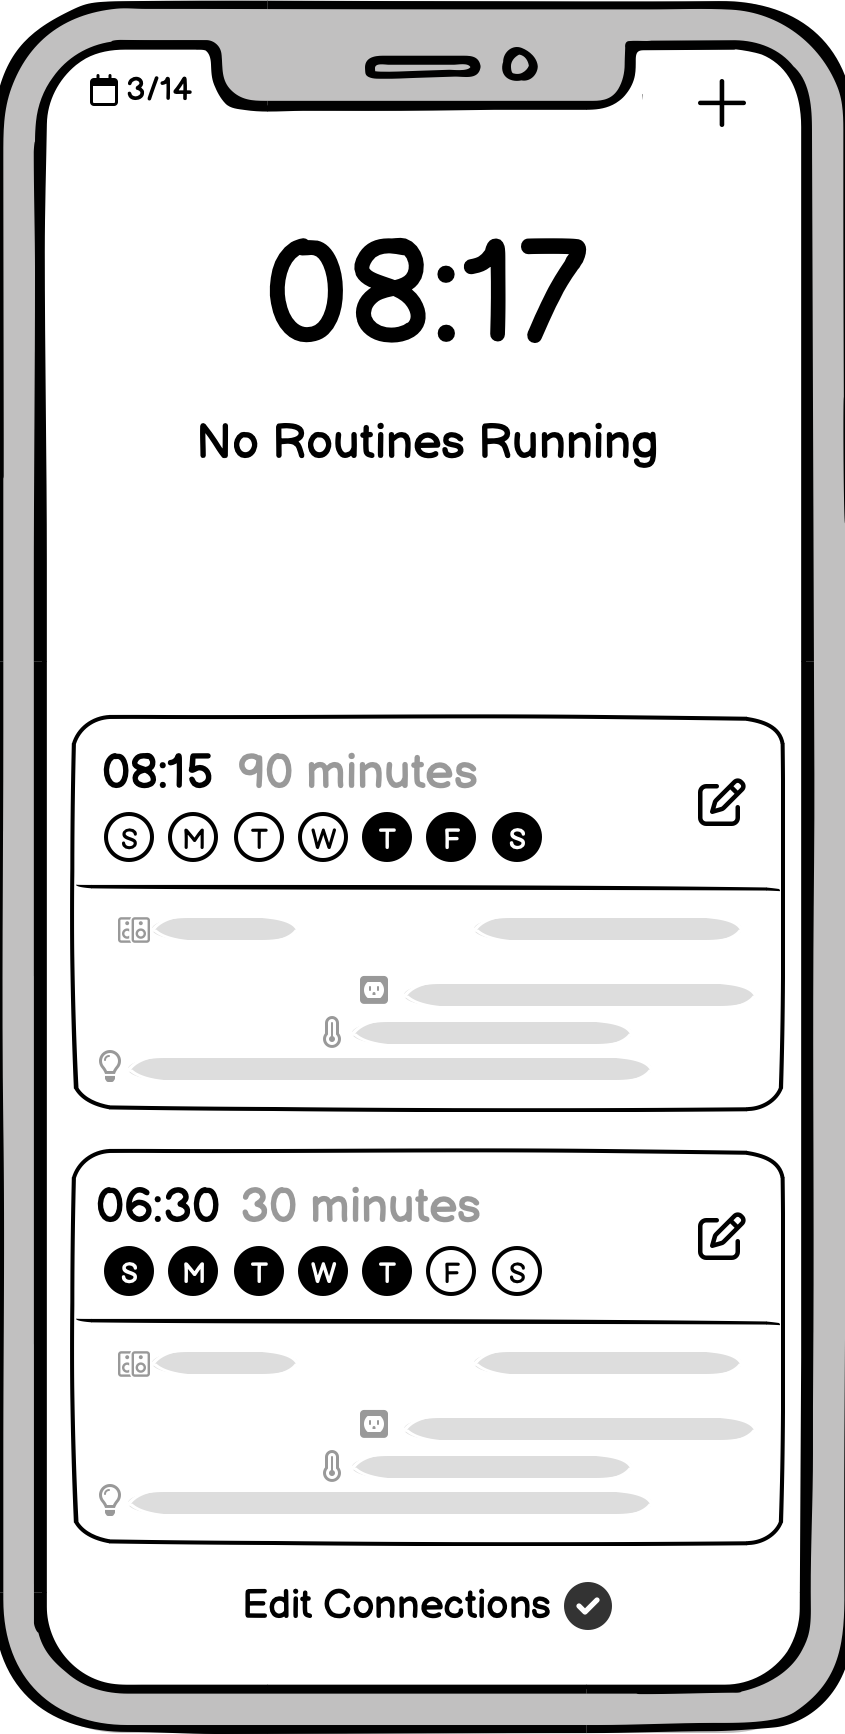 3/14
08:17
No Routines Running
08:15 90 minutes
S M T W T F S
06:30 30 minutes
S M T W T F S
Edit Connections